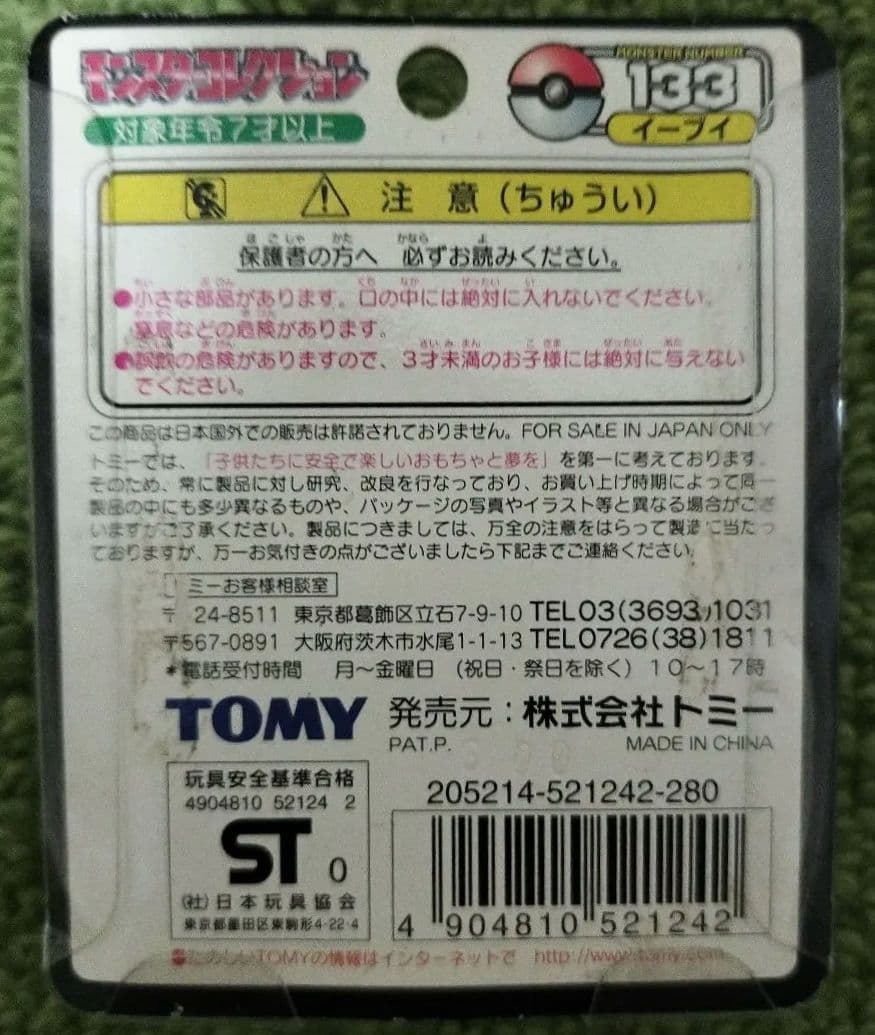 モンスターコレクション
対象年令7才以上
MONSTER NUMBER
133
イーブイ
注 意（ちゅうい）
保護者の方へ 必ずお読みください。
●小さな部品があります。口の中には絶対に入れないでください。
などの危険があります。
●誤飲の危険がありますので、3才未満のお子様には絶対に与えない
でください。
この商品は日本国外での販売は許諾されておりません。FOR SALE IN JAPAN ONLY
トミーでは、「子供たちに安全で楽しいおもちゃと夢を」を第一に考えております。
そのため、常に製品に対し研究、改良を行なっており、お買い上げ時期によって同一
製品の中にも多少異なるものや、パッケージの写真やイラスト等と異なる場合がござ
いますがご了承ください。製品につきましては、万全の注意をはらって製造に当たっ
ておりますが、万一お気付きの点がございましたら下記までご連絡ください。
ミーお客様相談室
〒 24-8511 東京都葛飾区立石7-9-10 TEL03(3693)1031
〒567-0891 大阪府茨木市水尾1-1-13 TEL0726(38)1811
*電話受付時間 月～金曜日 （祝日・祭日を除く）10～17時
TOMY 発売元：株式会社トミー
PAT.P. MADE IN CHINA
玩具安全基準合格
4904810 52124 2
ST 0
(社)日本玩具協会
東京都墨田区東駒形4-22-4
205214-521242-280
4 904810 521242
●たのしいTOMYの情報はインターネットで http://www.tomy.com